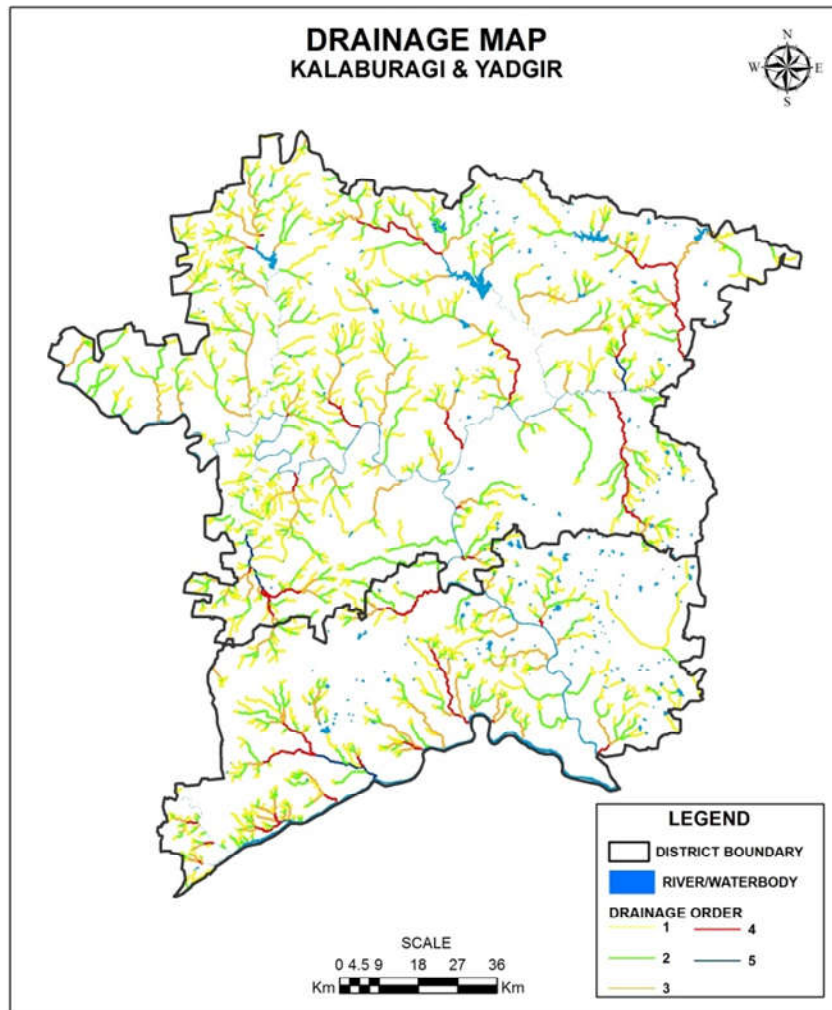 DRAINAGE MAP
KALABURAGI & YADGIR
N
W E
S
LEGEND
DISTRICT BOUNDARY
RIVER/WATERBODY
DRAINAGE ORDER
1 4
2 5
3
SCALE
0 4.5 9 18 27 36
Km Km